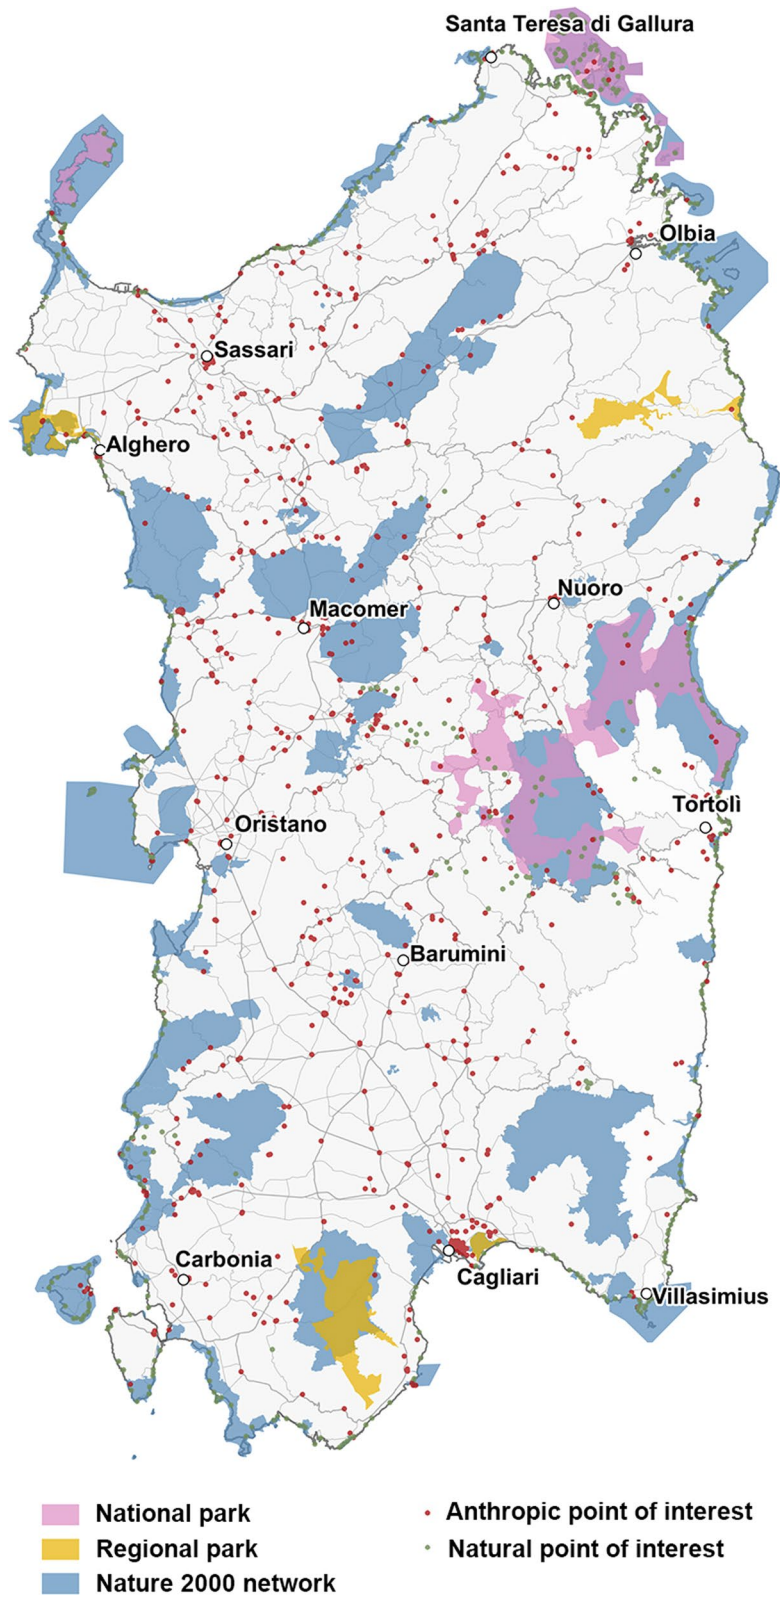 Santa Teresa di Gallura
Olbia
Sassari
Alghero
Nuoro
Macomer
Tortolì
Oristano
Barumini
Carbonia
Cagliari
Villasimius
National park
Regional park
Nature 2000 network
Anthropic point of interest
Natural point of interest